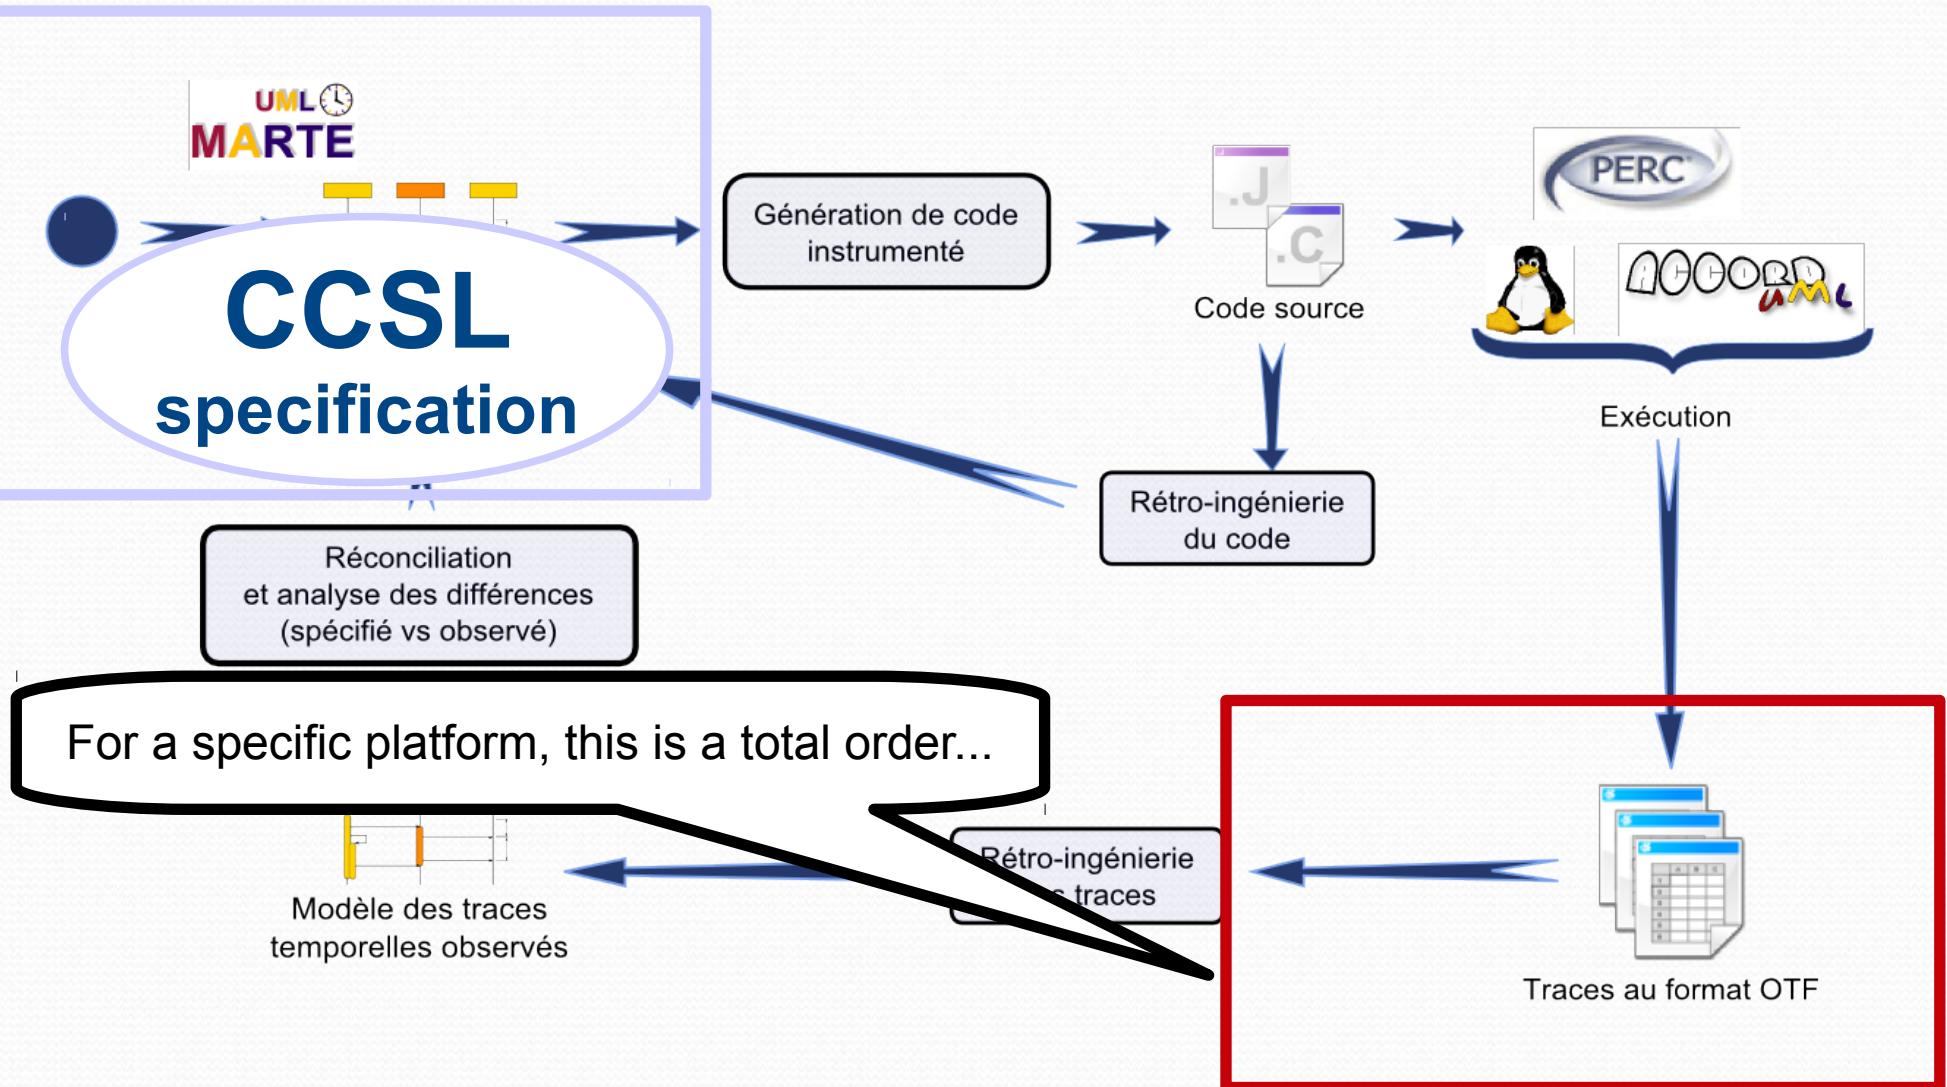 UML
MARTE
CCSL
specification
Génération de code
instrumenté
.J
.C
Code source
PERC
ACCORD
UML
Exécution
Rétro-ingénierie
du code
Réconciliation
et analyse des différences
(spécifié vs observé)
For a specific platform, this is a total order...
Modèle des traces
temporelles observés
Rétro-ingénierie
traces
Traces au format OTF